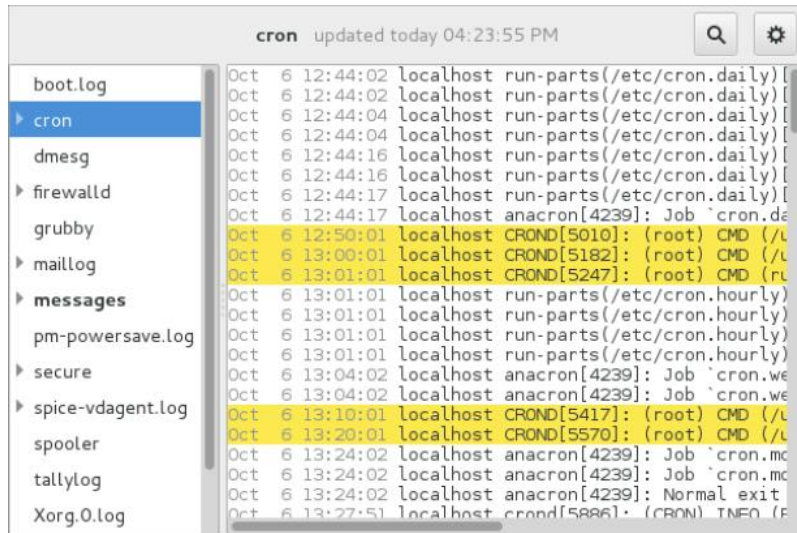 cron updated today 04:23:55 PM
boot.log
cron
dmesg
firewalld
grubby
maillog
messages
pm-powersave.log
secure
spice-vdagent.log
spooler
tallylog
Xorg.0.log
Oct 6 12:44:02 localhost run-parts(/etc/cron.daily)[
Oct 6 12:44:02 localhost run-parts(/etc/cron.daily)[
Oct 6 12:44:04 localhost run-parts(/etc/cron.daily)[
Oct 6 12:44:04 localhost run-parts(/etc/cron.daily)[
Oct 6 12:44:16 localhost run-parts(/etc/cron.daily)[
Oct 6 12:44:16 localhost run-parts(/etc/cron.daily)[
Oct 6 12:44:17 localhost run-parts(/etc/cron.daily)[
Oct 6 12:44:17 localhost anacron[4239]: Job `cron.da
Oct 6 12:50:01 localhost CROND[5010]: (root) CMD (/u
Oct 6 13:00:01 localhost CROND[5182]: (root) CMD (/u
Oct 6 13:01:01 localhost CROND[5247]: (root) CMD (ru
Oct 6 13:01:01 localhost run-parts(/etc/cron.hourly)
Oct 6 13:01:01 localhost run-parts(/etc/cron.hourly)
Oct 6 13:01:01 localhost run-parts(/etc/cron.hourly)
Oct 6 13:01:01 localhost run-parts(/etc/cron.hourly)
Oct 6 13:04:02 localhost anacron[4239]: Job `cron.we
Oct 6 13:04:02 localhost anacron[4239]: Job `cron.we
Oct 6 13:10:01 localhost CROND[5417]: (root) CMD (/u
Oct 6 13:20:01 localhost CROND[5570]: (root) CMD (/u
Oct 6 13:24:02 localhost anacron[4239]: Job `cron.mo
Oct 6 13:24:02 localhost anacron[4239]: Job `cron.mo
Oct 6 13:24:02 localhost anacron[4239]: Normal exit
Oct 6 13:27:51 localhost crond[5886]: (CRON) INFO